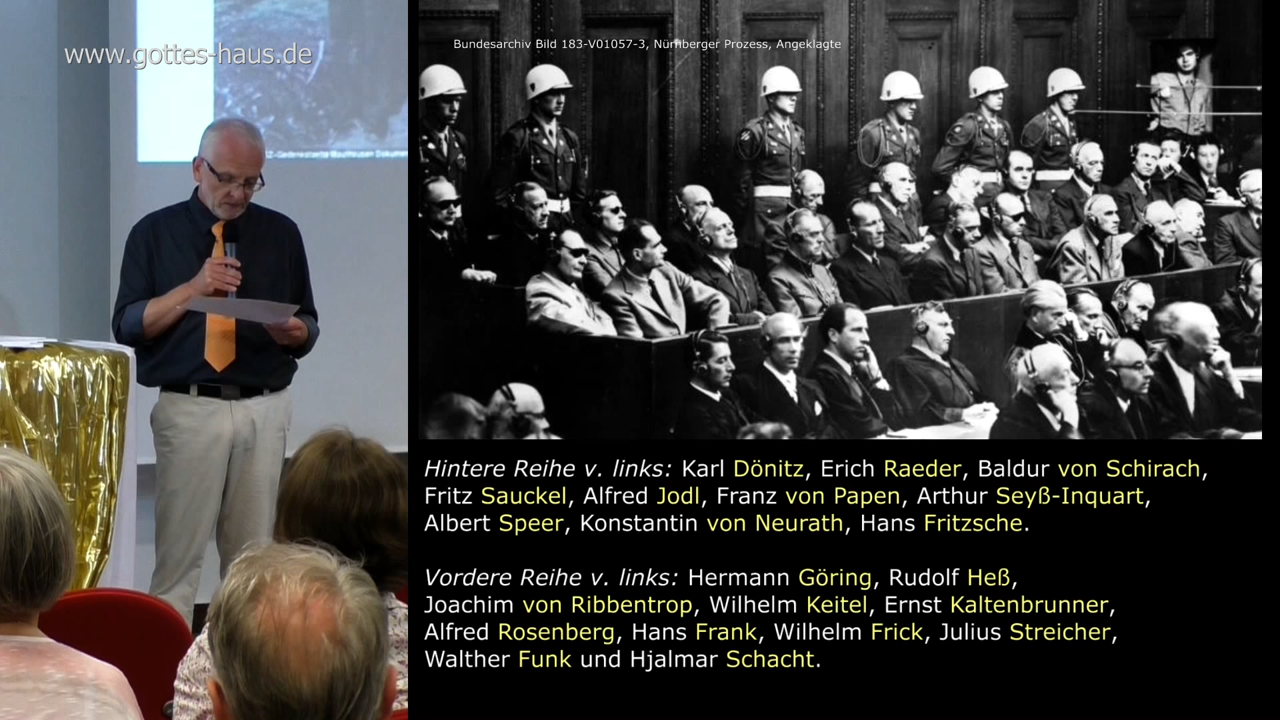 www.gottes-haus.de
Bundesarchiv Bild 183-V01057-3, Nürnberger Prozess, Angeklagte
Hintere Reihe v. links: Karl Dönitz, Erich Raeder, Baldur von Schirach,
Fritz Sauckel, Alfred Jodl, Franz von Papen, Arthur Seyß-Inquart,
Albert Speer, Konstantin von Neurath, Hans Fritzsche.
Vordere Reihe v. links: Hermann Göring, Rudolf Heß,
Joachim von Ribbentrop, Wilhelm Keitel, Ernst Kaltenbrunner,
Alfred Rosenberg, Hans Frank, Wilhelm Frick, Julius Streicher,
Walther Funk und Hjalmar Schacht.